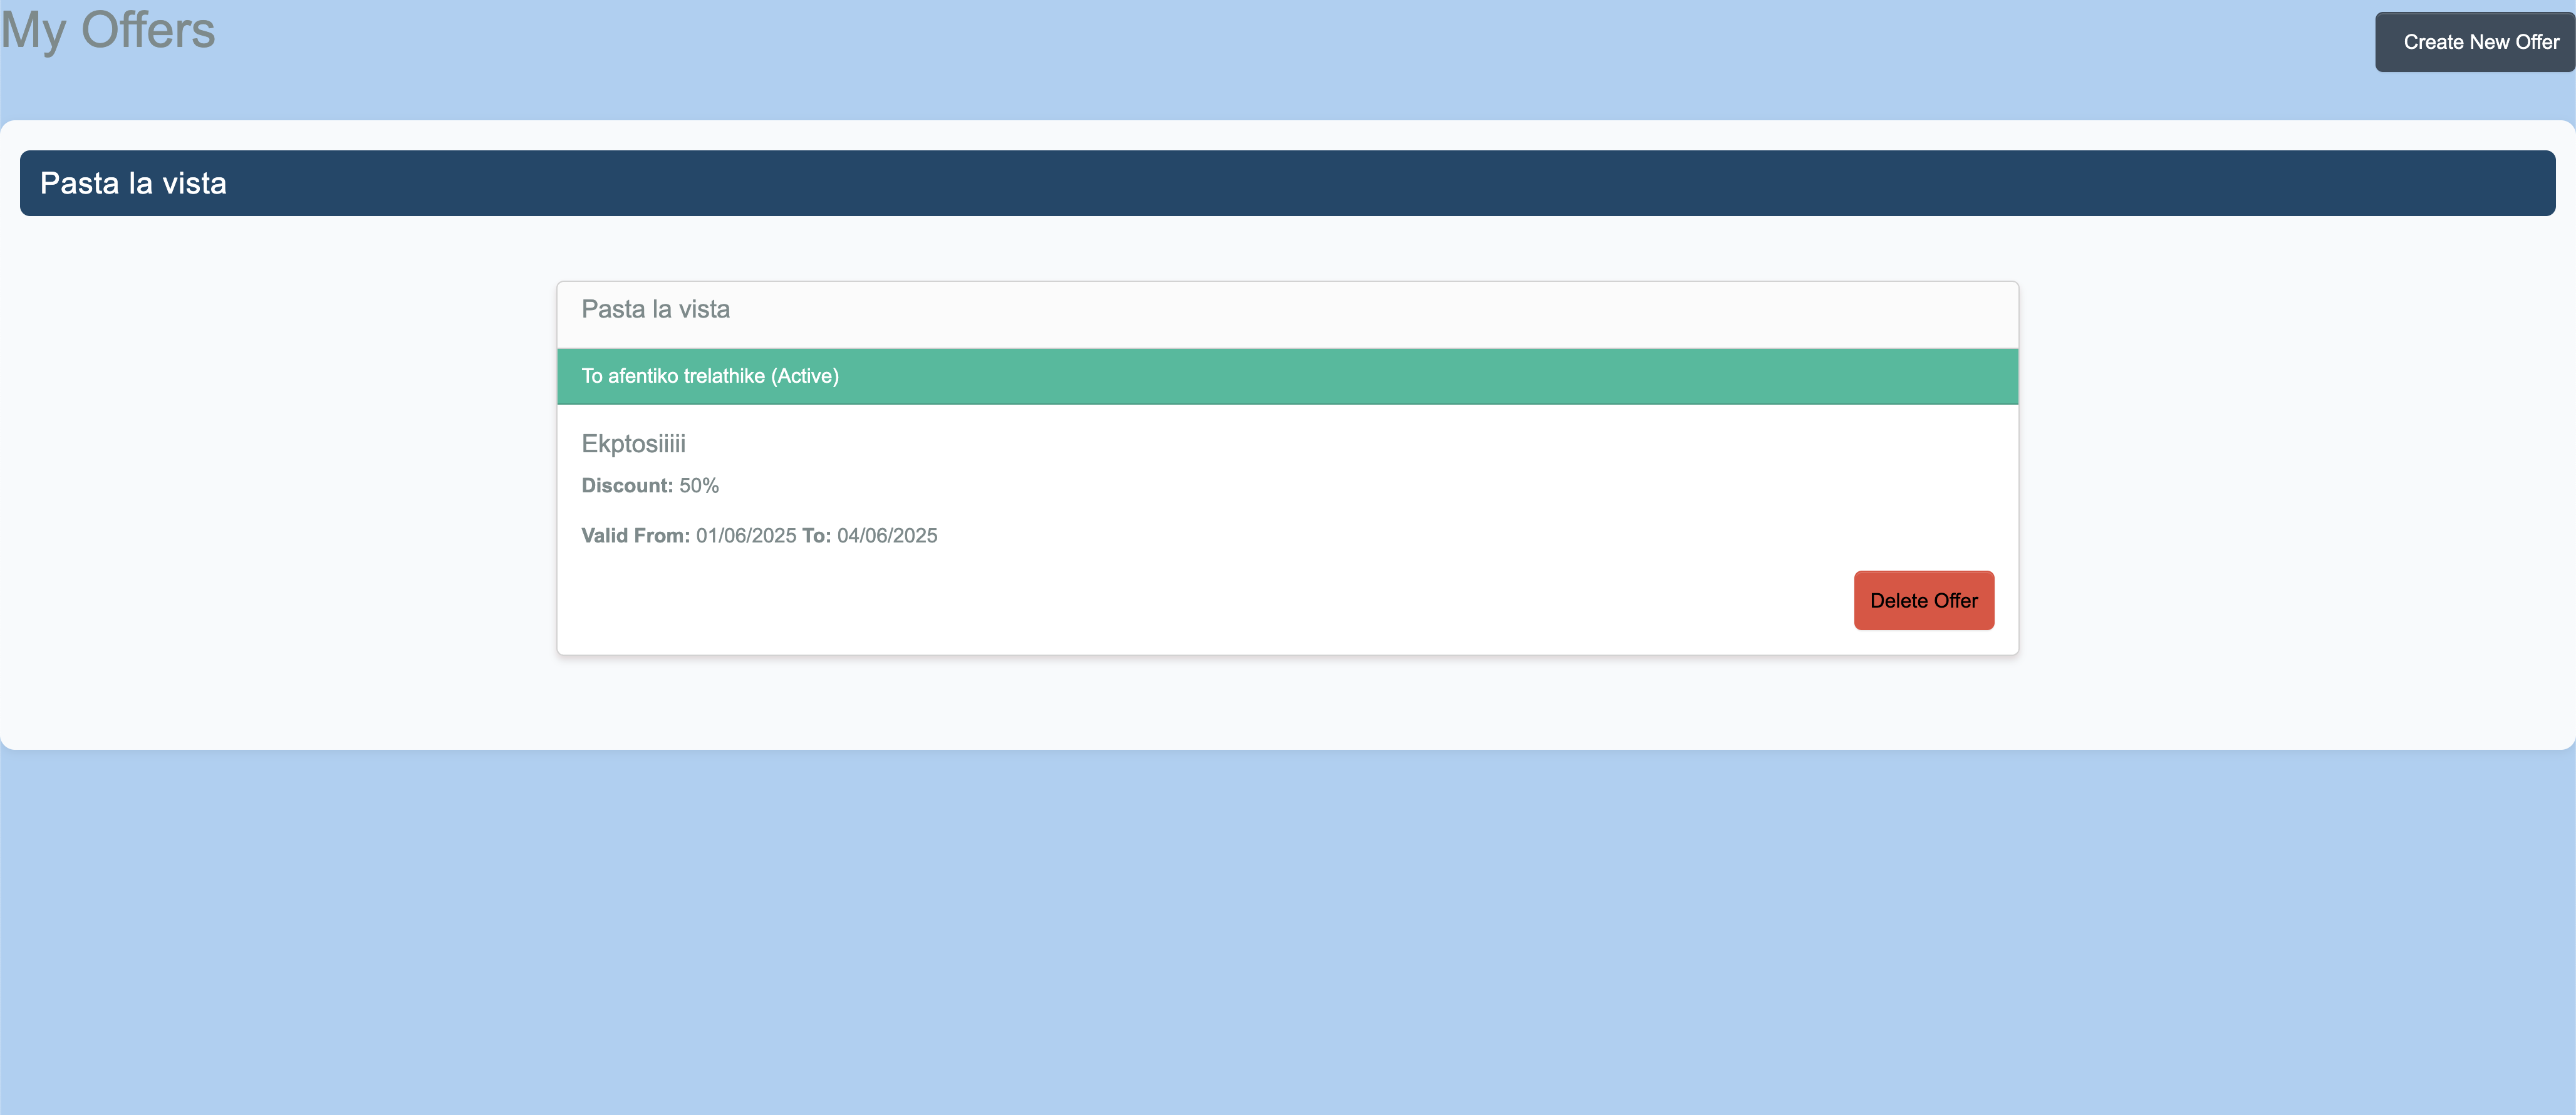 My Offers
Create New Offer
Pasta la vista
Pasta la vista
To afentiko trelathike (Active)
Ekptosiiiii
Discount: 50%
Valid From: 01/06/2025 To: 04/06/2025
Delete Offer